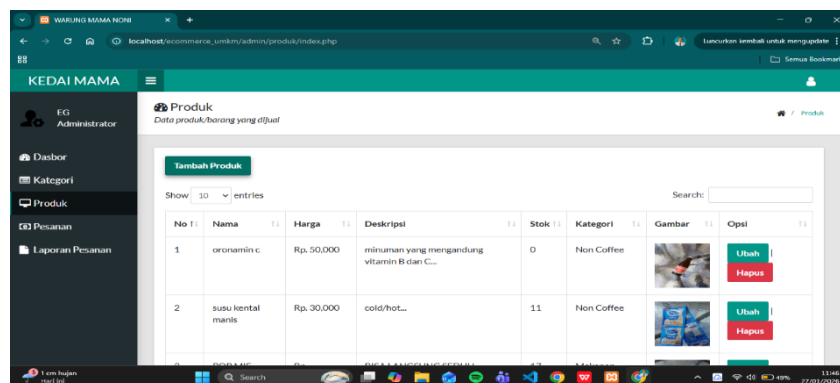 WARUNG MAMA NONI
localhost/ecommerce_umkm/admin/produk/index.php
Luncurkan kembali untuk mengupdate
Semua Bookmark
KEDAI MAMA
EG
Administrator
Dasbor
Kategori
Produk
Pesanan
Laporan Pesanan
Produk
Data produk/barang yang dijual
/ Produk
Tambah Produk
Show 10 entries
Search:
No Nama Harga Deskripsi Stok Kategori Gambar Opsi
1 oronamin c Rp. 50,000 minuman yang mengandung vitamin B dan C... 0 Non Coffee Ubah |
Hapus
2 susu kental manis Rp. 30,000 cold/hot... 11 Non Coffee Ubah |
Hapus
1 cm hujan
Hari ini
Search
49%
11:46
27/01/2026